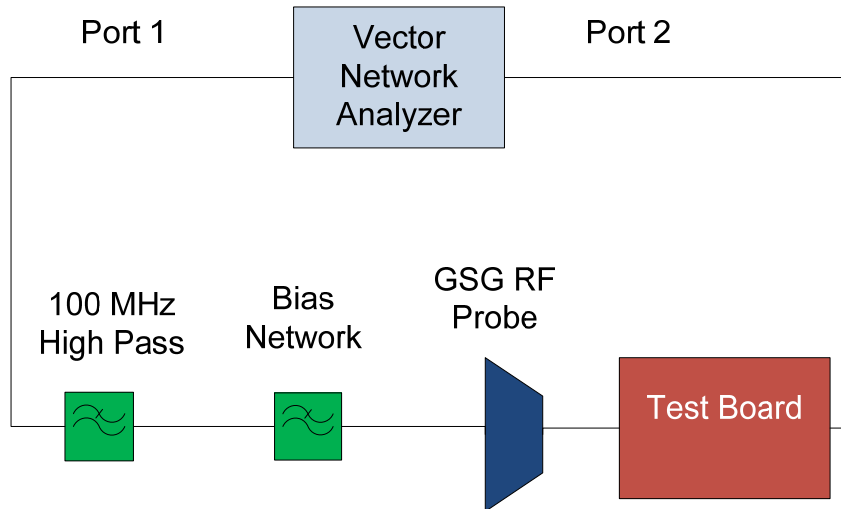 Port 1
Vector
Network
Analyzer
Port 2
100 MHz
High Pass
Bias
Network
GSG RF
Probe
Test Board